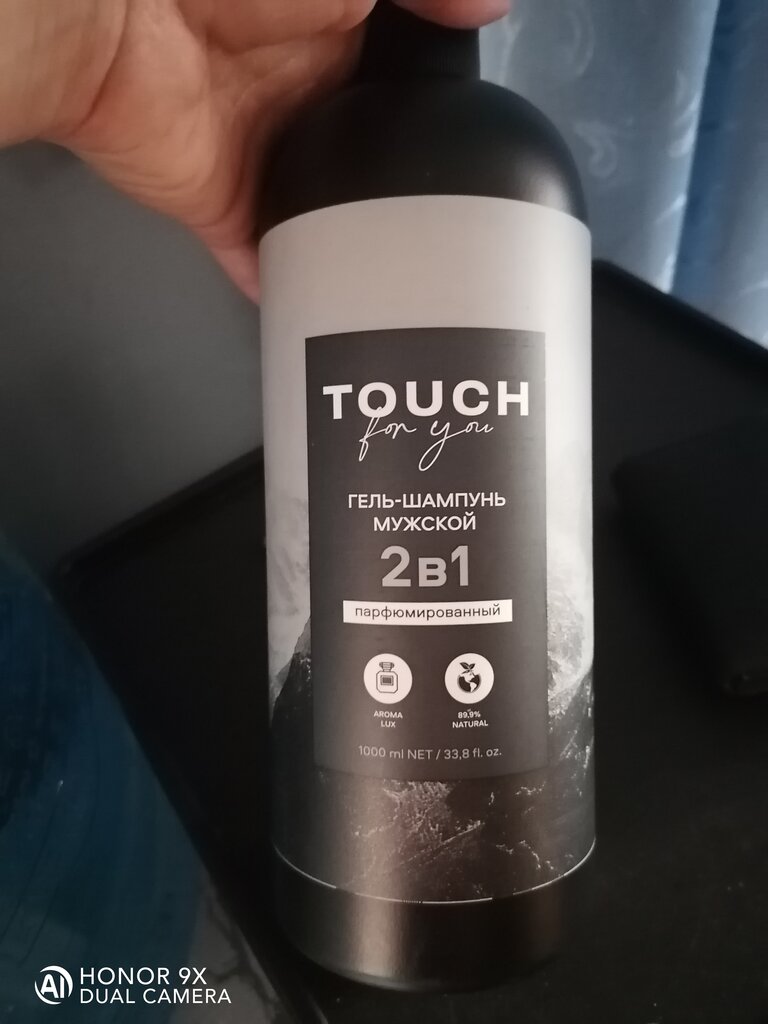 TOUCH
for you
ГЕЛЬ-ШАМПУНЬ
МУЖСКОЙ
2в1
парфюмированный
AROMA
LUX
89,9%
NATURAL
1000 ml NET / 33,8 fl. oz.
HONOR 9X
DUAL CAMERA